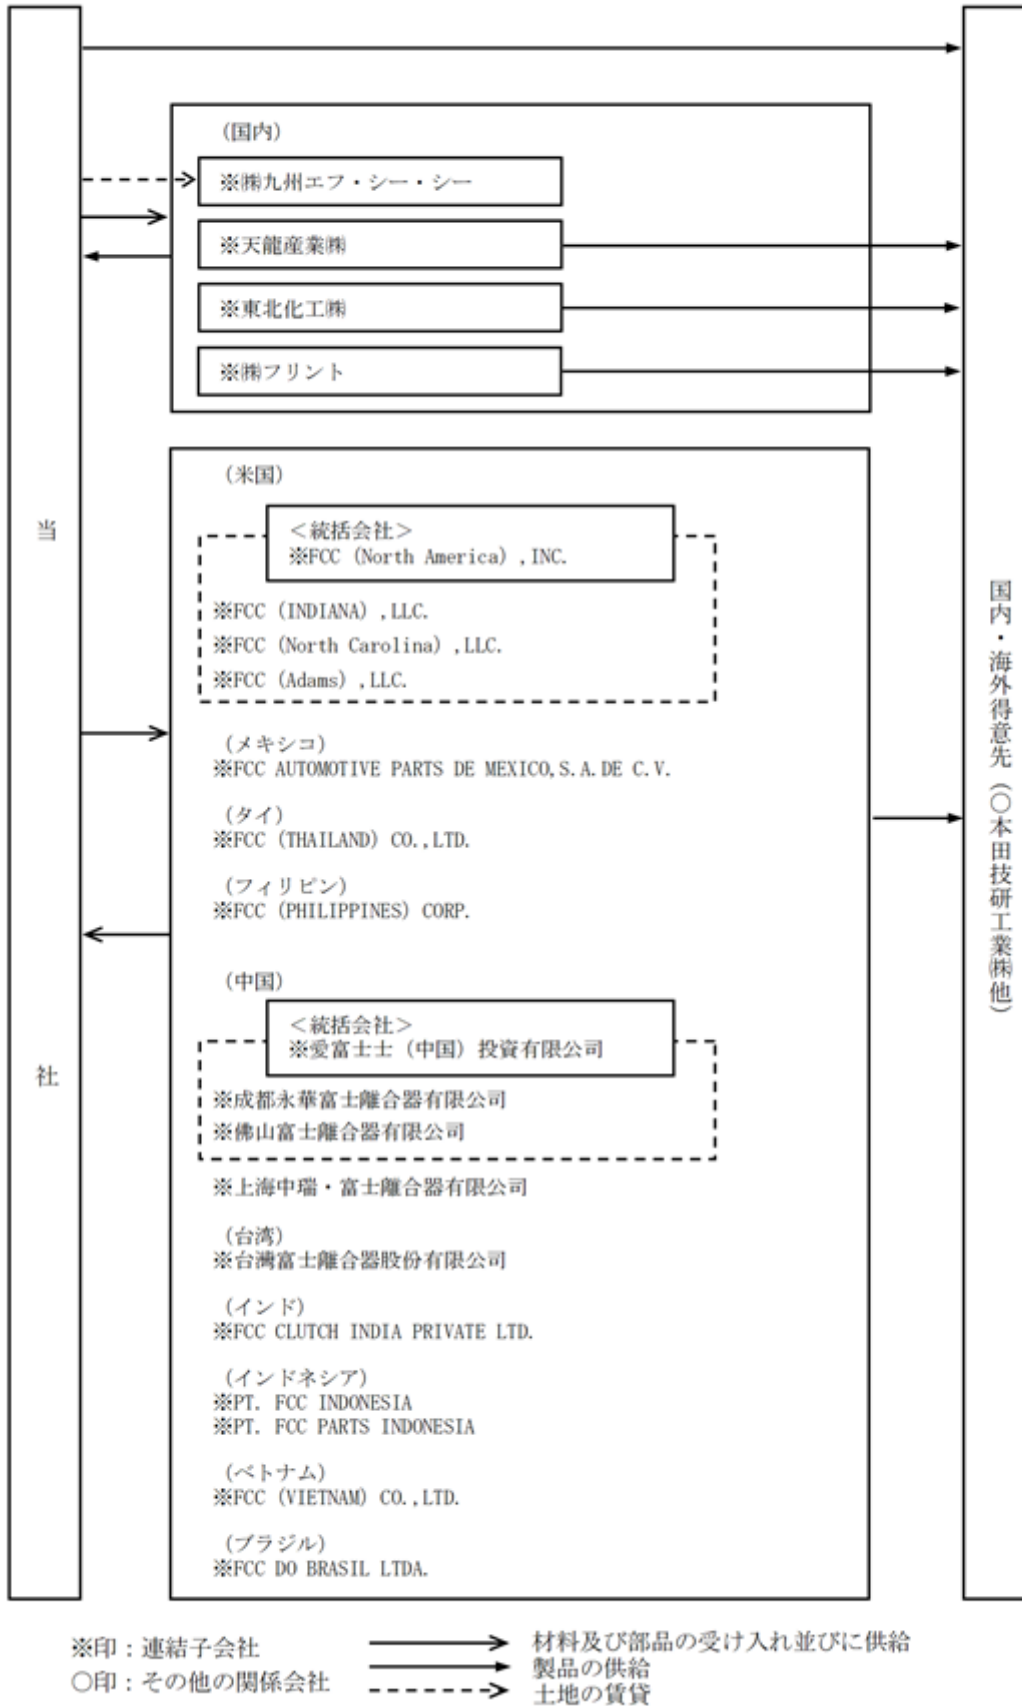 (国内)
※㈱九州エフ・シー・シー
※天龍産業㈱
※東北化工㈱
※㈱フリント
当社
(米国)
<統括会社>
※FCC (North America) ,INC.
※FCC (INDIANA) ,LLC.
※FCC (North Carolina) ,LLC.
※FCC (Adams) ,LLC.
(メキシコ)
※FCC AUTOMOTIVE PARTS DE MEXICO,S.A.DE C.V.
(タイ)
※FCC (THAILAND) CO.,LTD.
(フィリピン)
※FCC (PHILIPPINES) CORP.
(中国)
<統括会社>
※愛富士士(中国)投資有限公司
※成都永華富士離合器有限公司
※佛山富士離合器有限公司
※上海中瑞・富士離合器有限公司
(台湾)
※台灣富士離合器股份有限公司
(インド)
※FCC CLUTCH INDIA PRIVATE LTD.
(インドネシア)
※PT. FCC INDONESIA
※PT. FCC PARTS INDONESIA
(ベトナム)
※FCC (VIETNAM) CO.,LTD.
(ブラジル)
※FCC DO BRASIL LTDA.
国内・海外得意先(○本田技研工業㈱他)
※印:連結子会社
○印:その他の関係会社
材料及び部品の受け入れ並びに供給
製品の供給
土地の賃貸